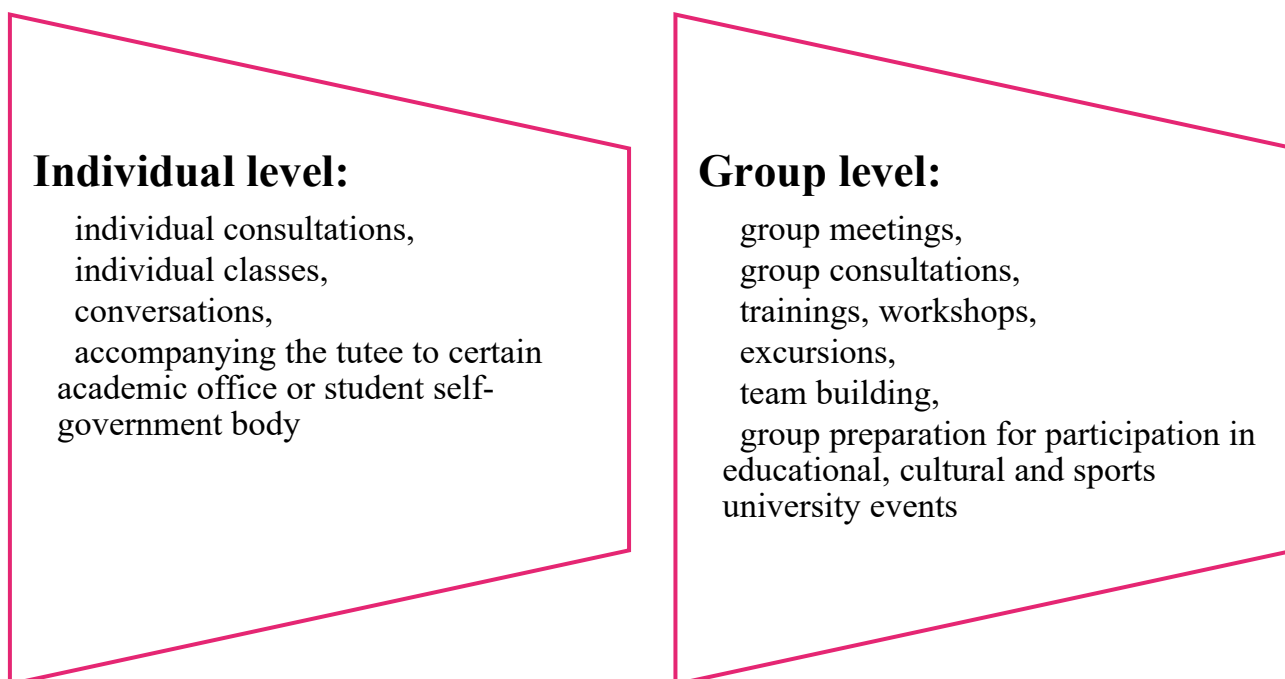 Individual level:
individual consultations,
individual classes,
conversations,
accompanying the tutee to certain
academic office or student self-
government body
Group level:
group meetings,
group consultations,
trainings, workshops,
excursions,
team building,
group preparation for participation in
educational, cultural and sports
university events